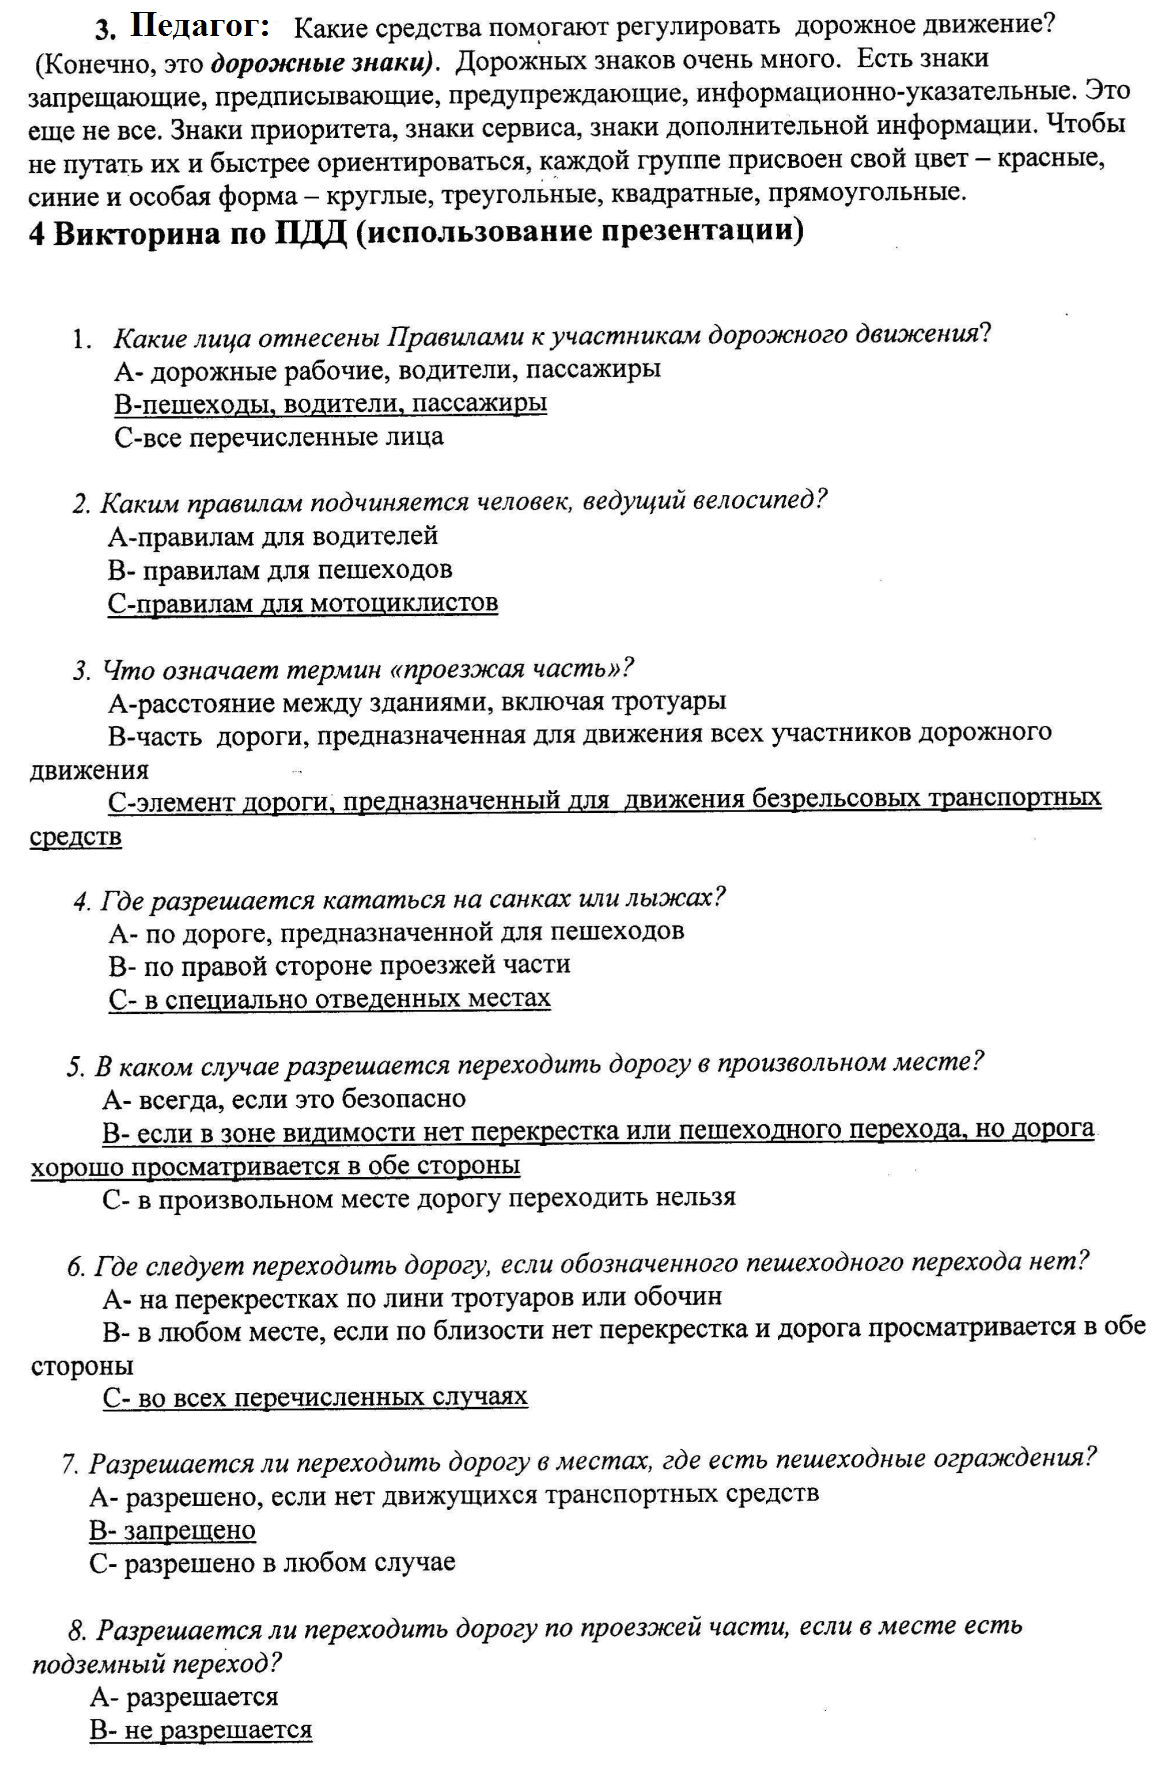 3. Педагог: Какие средства помогают регулировать дорожное движение?
(Конечно, это дорожные знаки). Дорожных знаков очень много. Есть знаки
запрещающие, предписывающие, предупреждающие, информационно-указательные. Это
еще не все. Знаки приоритета, знаки сервиса, знаки дополнительной информации. Чтобы
не путать их и быстрее ориентироваться, каждой группе присвоен свой цвет – красные,
синие и особая форма – круглые, треугольные, квадратные, прямоугольные.
4 Викторина по ПДД (использование презентации)
1. Какие лица отнесены Правилами к участникам дорожного движения?
А- дорожные рабочие, водители, пассажиры
В-пешеходы, водители, пассажиры
С-все перечисленные лица
2. Каким правилам подчиняется человек, ведущий велосипед?
А-правилам для водителей
В- правилам для пешеходов
С-правилам для мотоциклистов
3. Что означает термин «проезжая часть»?
А-расстояние между зданиями, включая тротуары
В-часть дороги, предназначенная для движения всех участников дорожного
движения
С-элемент дороги, предназначенный для движения безрельсовых транспортных
средств
4. Где разрешается кататься на санках или лыжах?
А- по дороге, предназначенной для пешеходов
В- по правой стороне проезжей части
С- в специально отведенных местах
5. В каком случае разрешается переходить дорогу в произвольном месте?
А- всегда, если это безопасно
В- если в зоне видимости нет перекрестка или пешеходного перехода, но дорога
хорошо просматривается в обе стороны
С- в произвольном месте дорогу переходить нельзя
6. Где следует переходить дорогу, если обозначенного пешеходного перехода нет?
А- на перекрестках по лини тротуаров или обочин
В- в любом месте, если по близости нет перекрестка и дорога просматривается в обе
стороны
С- во всех перечисленных случаях
7. Разрешается ли переходить дорогу в местах, где есть пешеходные ограждения?
А- разрешено, если нет движущихся транспортных средств
В- запрещено
С- разрешено в любом случае
8. Разрешается ли переходить дорогу по проезжей части, если в месте есть
подземный переход?
А- разрешается
В- не разрешается